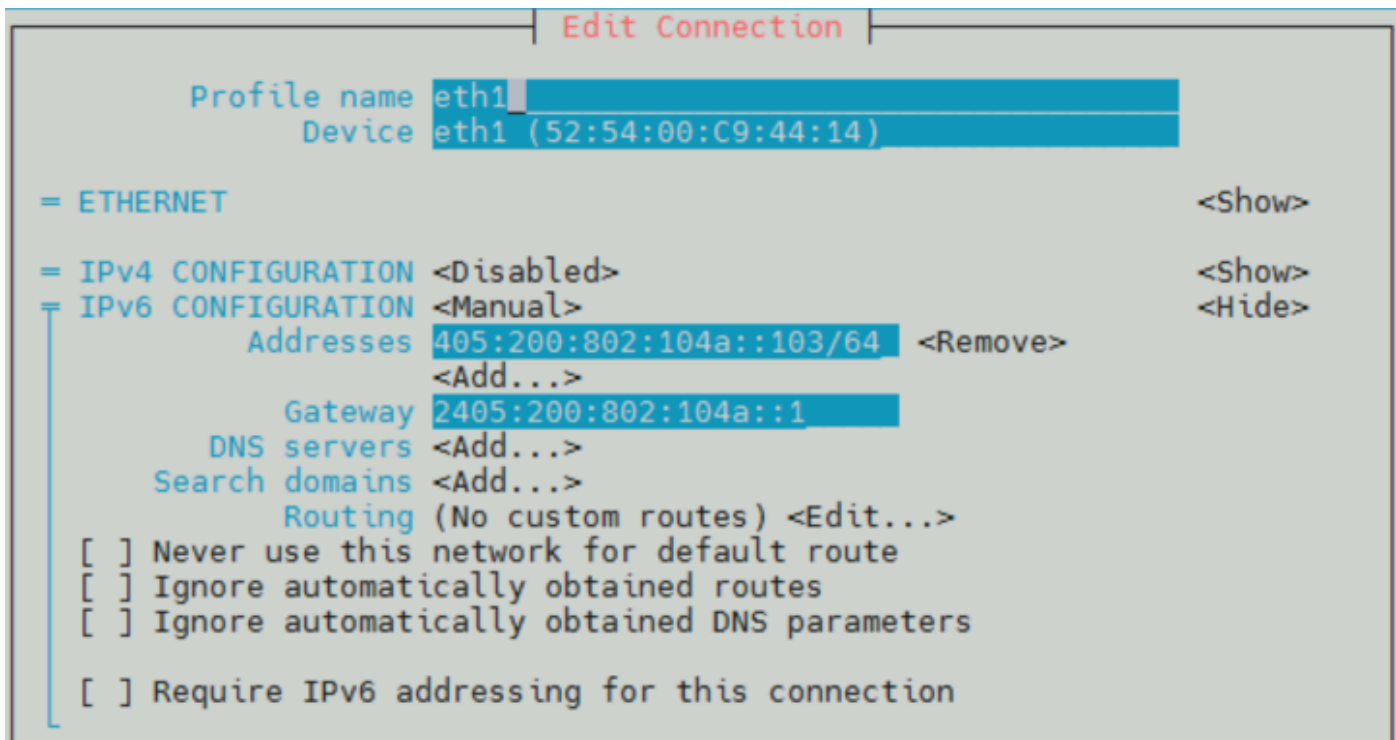 Edit Connection
Profile name eth1
Device eth1 (52:54:00:C9:44:14)
= ETHERNET <Show>
= IPv4 CONFIGURATION <Disabled> <Show>
= IPv6 CONFIGURATION <Manual> <Hide>
Addresses 405:200:802:104a::103/64 <Remove>
<Add...>
Gateway 2405:200:802:104a::1
DNS servers <Add...>
Search domains <Add...>
Routing (No custom routes) <Edit...>
[ ] Never use this network for default route
[ ] Ignore automatically obtained routes
[ ] Ignore automatically obtained DNS parameters
[ ] Require IPv6 addressing for this connection